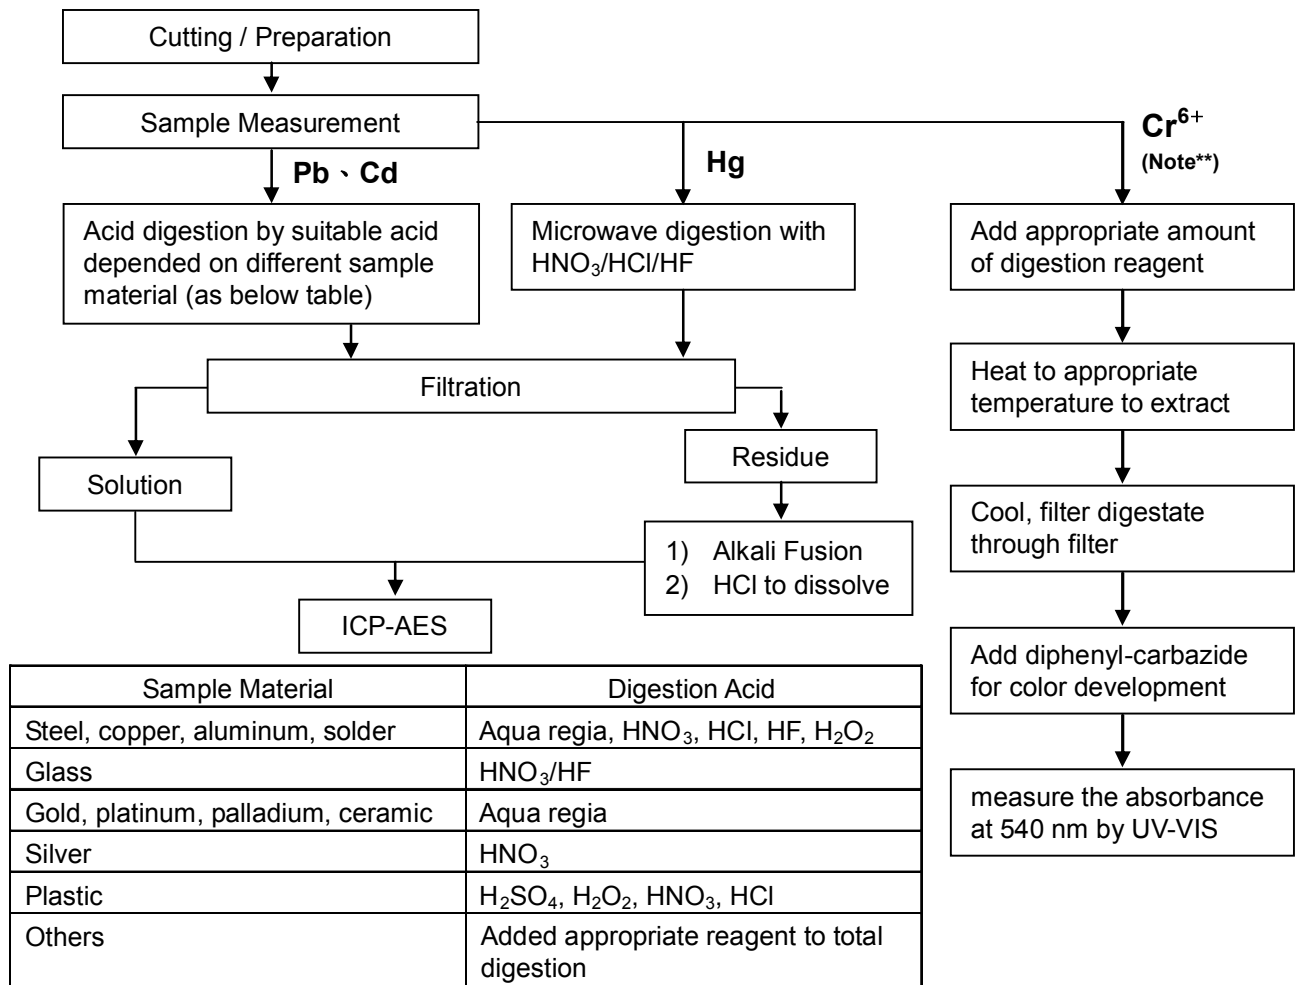 Cutting / Preparation
Sample Measurement
Pb、Cd
Hg
Cr⁶⁺
(Note**)
Acid digestion by suitable acid
depended on different sample
material (as below table)
Microwave digestion with
HNO₃/HCl/HF
Add appropriate amount
of digestion reagent
Filtration
Heat to appropriate
temperature to extract
Solution
Residue
1) Alkali Fusion
2) HCl to dissolve
Cool, filter digestate
through filter
ICP-AES
Add diphenyl-carbazide
for color development
measure the absorbance
at 540 nm by UV-VIS
Sample Material Digestion Acid
Steel, copper, aluminum, solder Aqua regia, HNO₃, HCl, HF, H₂O₂
Glass HNO₃/HF
Gold, platinum, palladium, ceramic Aqua regia
Silver HNO₃
Plastic H₂SO₄, H₂O₂, HNO₃, HCl
Others Added appropriate reagent to total
digestion